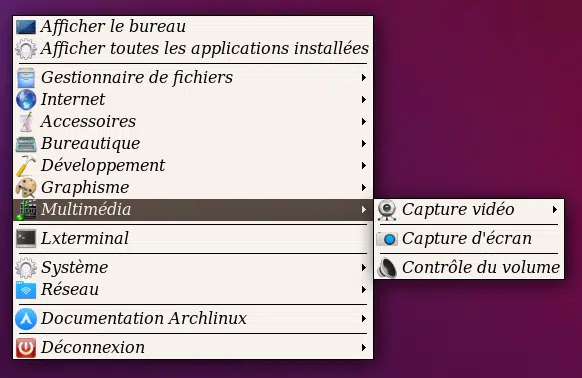 Afficher le bureau
Afficher toutes les applications installées
Gestionnaire de fichiers
Internet
Accessoires
Bureautique
Développement
Graphisme
Multimédia
Capture vidéo
Lxterminal
Capture d'écran
Système
Contrôle du volume
Réseau
Documentation Archlinux
Déconnexion